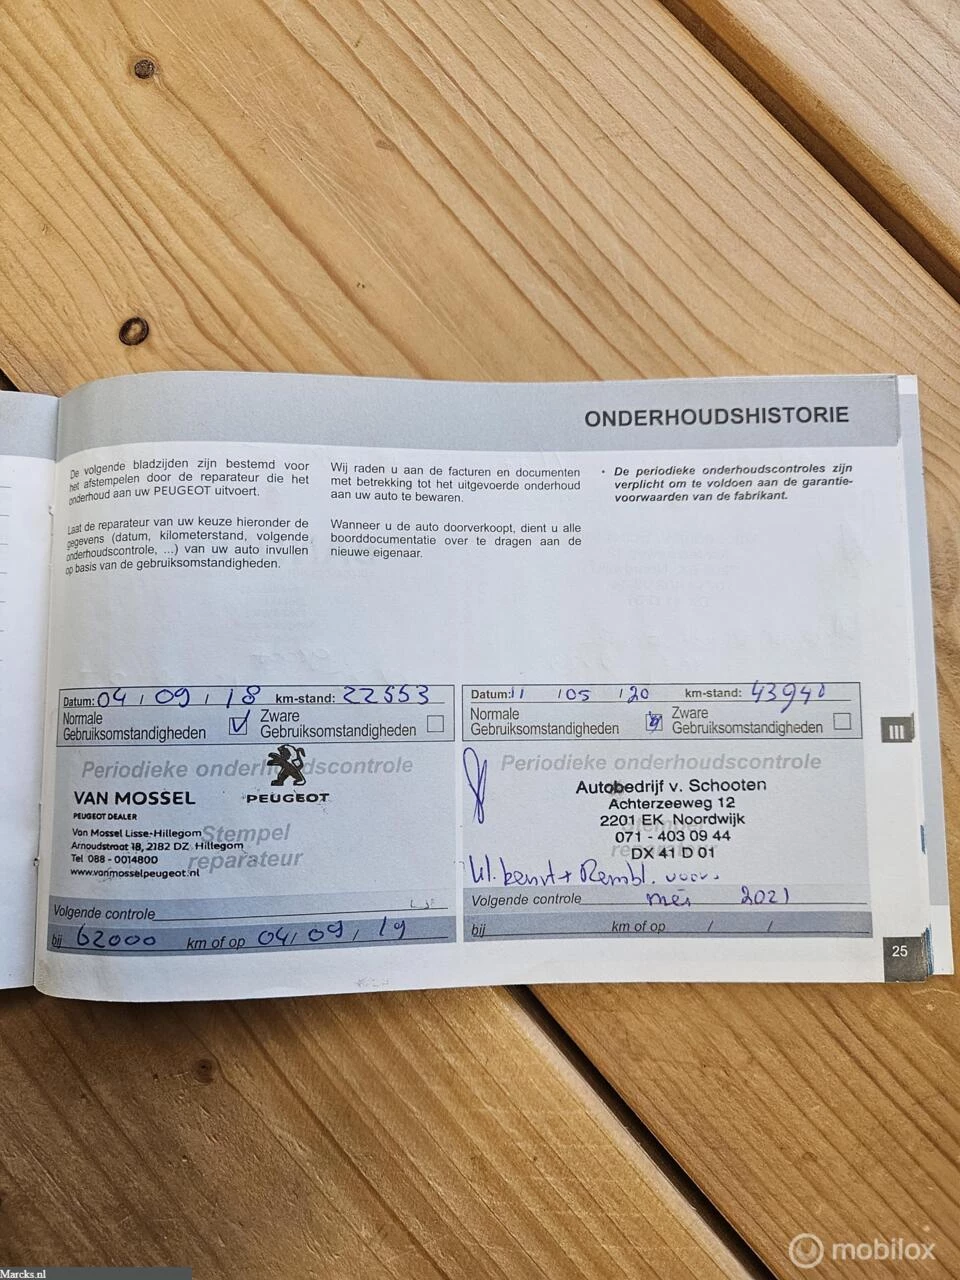 ONDERHOUDSHISTORIE
De volgende bladzijden zijn bestemd voor
het afstempelen door de reparateur die het
onderhoud aan uw PEUGEOT uitvoert.
Laat de reparateur van uw keuze hieronder de
gegevens (datum, kilometerstand, volgende
onderhoudscontrole, ...) van uw auto invullen
op basis van de gebruiksomstandigheden.
Wij raden u aan de facturen en documenten
met betrekking tot het uitgevoerde onderhoud
aan uw auto te bewaren.
Wanneer u de auto doorverkoopt, dient u alle
boorddocumentatie over te dragen aan de
nieuwe eigenaar.
• De periodieke onderhoudscontroles zijn
verplicht om te voldoen aan de garantie-
voorwaarden van de fabrikant.
Datum: 04 / 09 / 18 km-stand: 22553
Normale
Gebruiksomstandigheden
Zware
Gebruiksomstandigheden
Periodieke onderhoudscontrole
VAN MOSSEL
PEUGEOT DEALER
PEUGEOT
Van Mossel Lisse-Hillegom
Arnoudstraat 18, 2182 DZ Hillegom
Tel 088 - 0014800
www.vanmosselpeugeot.nl
Stempel
reparateur
Volgende controle
bij 62000 km of op 04 / 09 / 19
Datum: 11 / 05 / 20 km-stand: 43940
Normale
Gebruiksomstandigheden
Zware
Gebruiksomstandigheden
Periodieke onderhoudscontrole
Autobedrijf v. Schooten
Achterzeeweg 12
2201 EK Noordwijk
071 - 403 09 44
DX 41 D 01
Stempel
reparateur
Kl. beurt + Rembl. voor.
Volgende controle mei 2021
bij km of op / /
III
25
mobilox
Marcks.nl